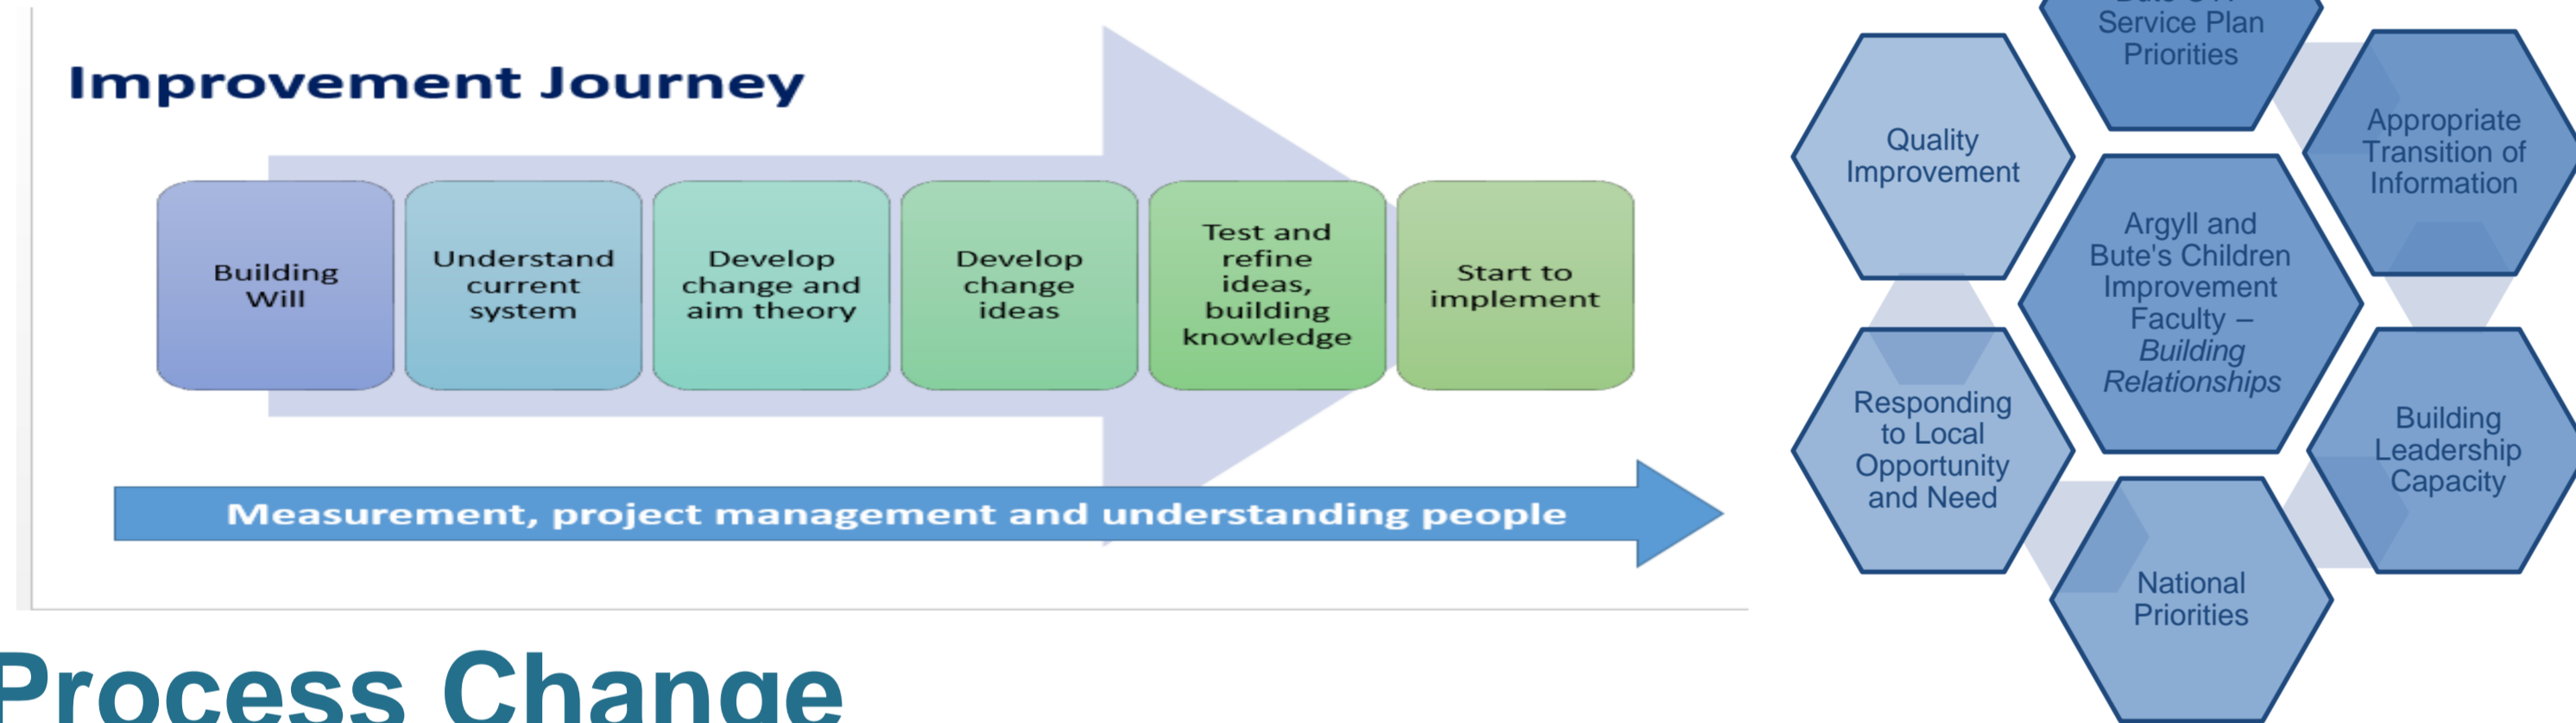 Improvement Journey
Building
Will
Understand
current
system
Develop
change and
aim theory
Develop
change
ideas
Test and
refine
ideas,
building
knowledge
Start to
implement
Measurement, project management and understanding people
Service Plan
Priorities
Quality
Improvement
Appropriate
Transition of
Information
Argyll and
Bute's Children
Improvement
Faculty –
Building
Relationships
Responding
to Local
Opportunity
and Need
Building
Leadership
Capacity
National
Priorities
Process Change